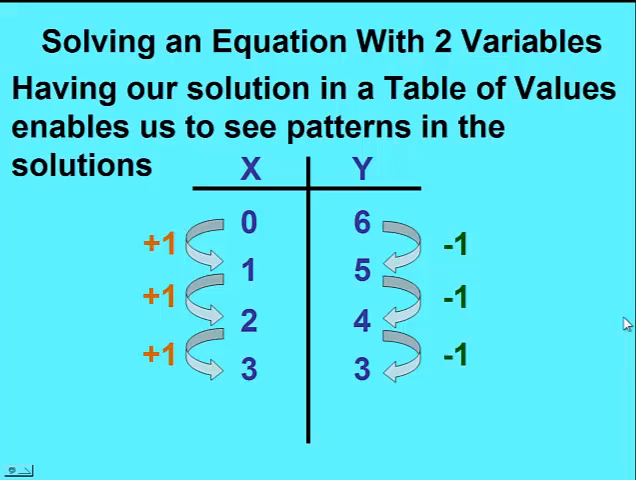 Solving an Equation With 2 Variables
Having our solution in a Table of Values
enables us to see patterns in the
solutions
X Y
0 6
+1 -1
1 5
+1 -1
2 4
+1 -1
3 3